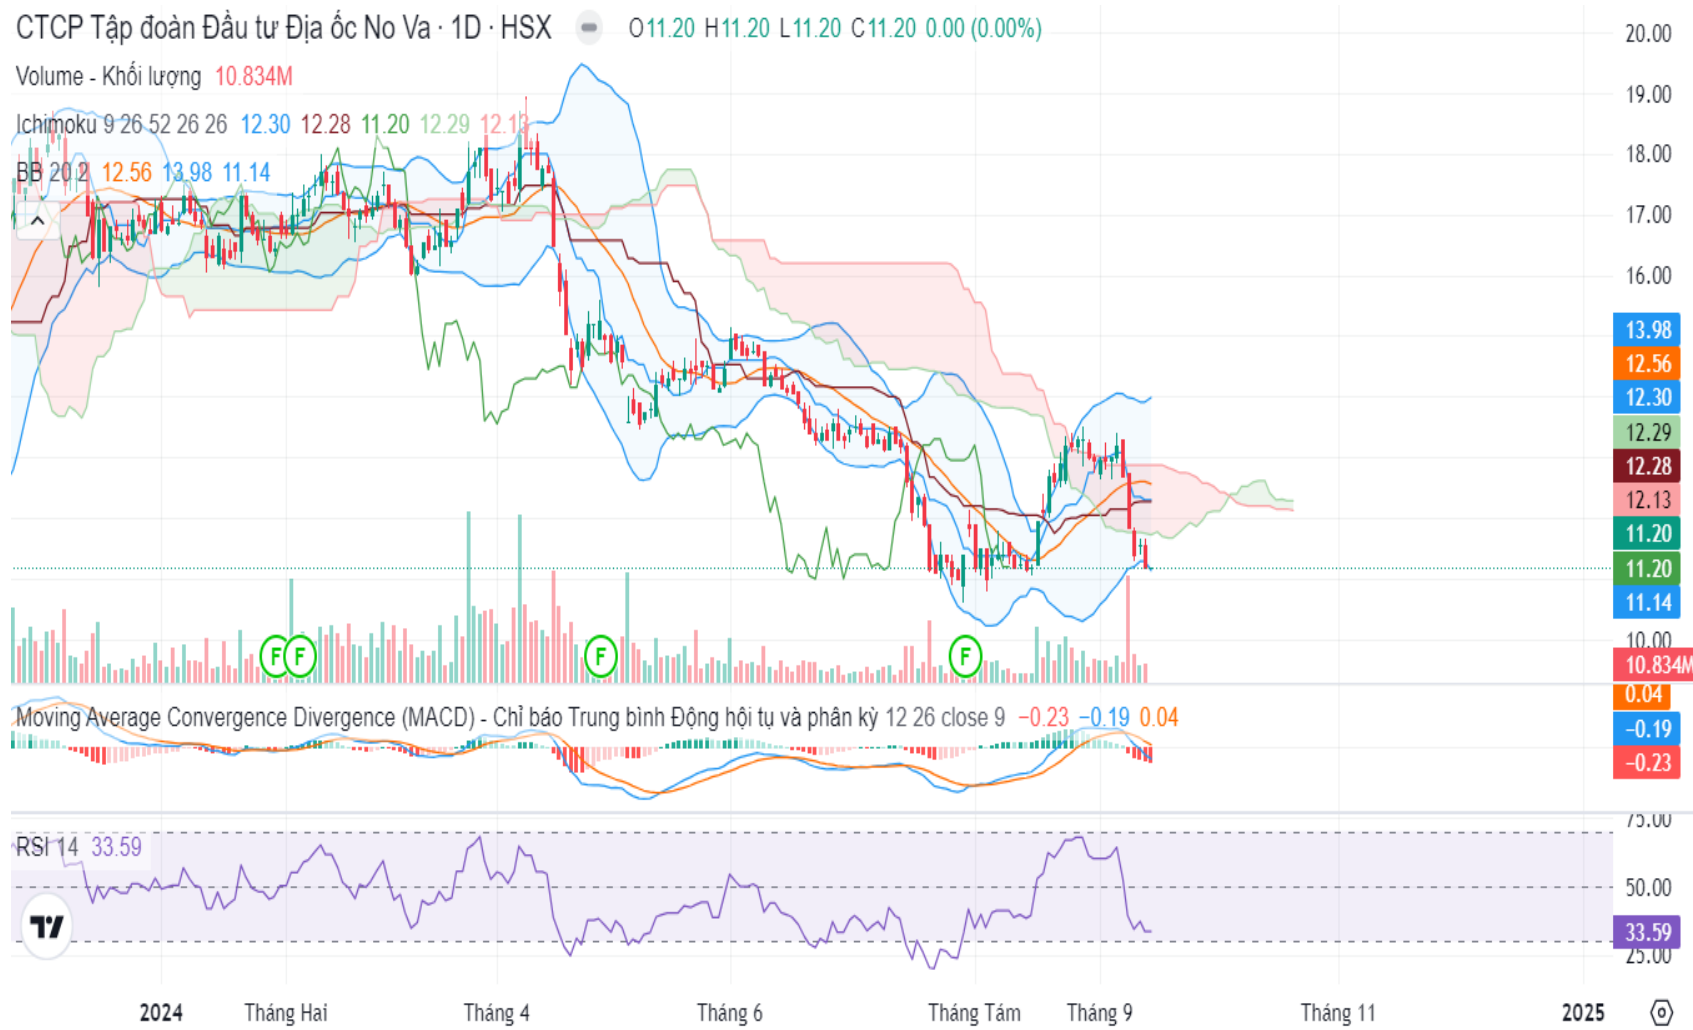 CTCP Tập đoàn Đầu tư Địa ốc No Va · 1D · HSX O11.20 H11.20 L11.20 C11.20 0.00 (0.00%)
Volume - Khối lượng 10.834M
Ichimoku 9 26 52 26 26 12.30 12.28 11.20 12.29 12.13
BB 20 2 12.56 13.98 11.14
20.00
19.00
18.00
17.00
16.00
13.98
12.56
12.30
12.29
12.28
12.13
11.20
11.20
11.14
10.00
10.834M
F F F F
Moving Average Convergence Divergence (MACD) - Chỉ báo Trung bình Động hội tụ và phân kỳ 12 26 close 9 −0.23 −0.19 0.04
0.04
−0.19
−0.23
RSI 14 33.59
75.00
50.00
33.59
25.00
2024 Tháng Hai Tháng 4 Tháng 6 Tháng Tám Tháng 9 Tháng 11 2025